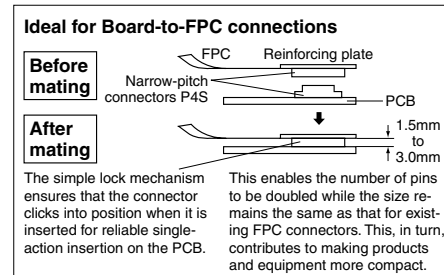 Ideal for Board-to-FPC connections
Before
mating
FPC
Reinforcing plate
Narrow-pitch
connectors P4S
PCB
After
mating
1.5mm
to
3.0mm
The simple lock mechanism
ensures that the connector
clicks into position when it is
inserted for reliable single-
action insertion on the PCB.
This enables the number of pins
to be doubled while the size re-
mains the same as that for exist-
ing FPC connectors. This, in turn,
contributes to making products
and equipment more compact.